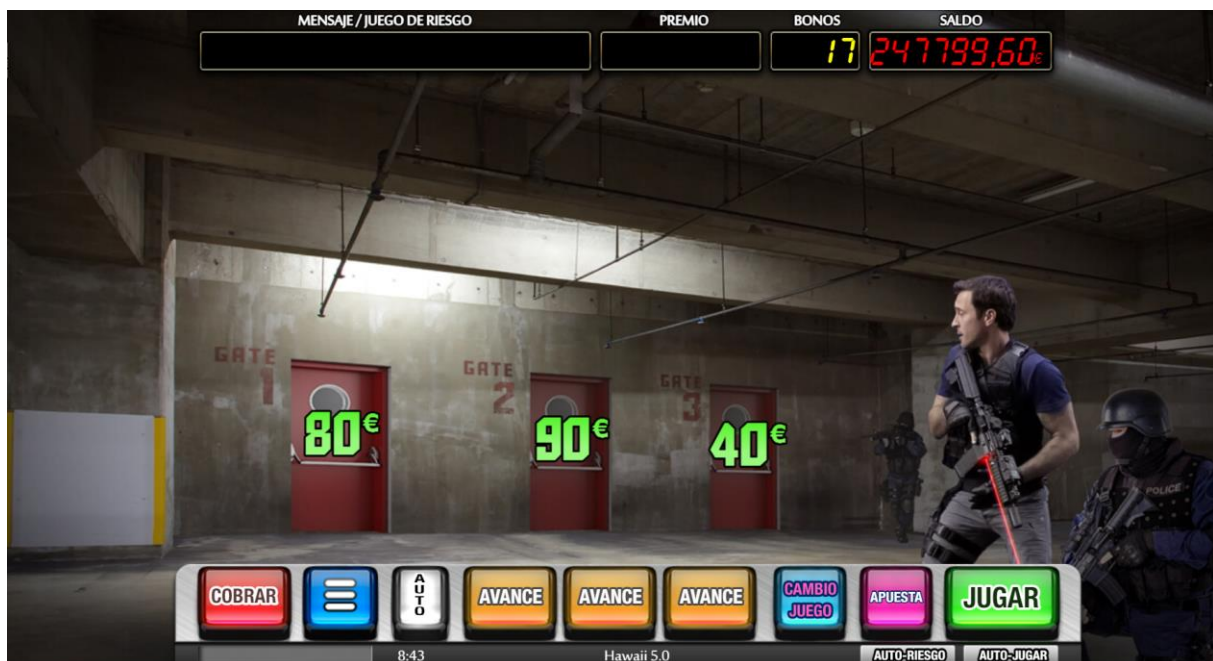 MENSAJE / JUEGO DE RIESGO PREMIO BONOS SALDO
17 247799,60€
GATE 1
GATE 2
GATE 3
80€ 90€ 40€
POLICE
COBRAR AUTO AVANCE AVANCE AVANCE CAMBIO JUEGO APUESTA JUGAR
8:43 Hawaii 5.0 AUTO-RIESGO AUTO-JUGAR